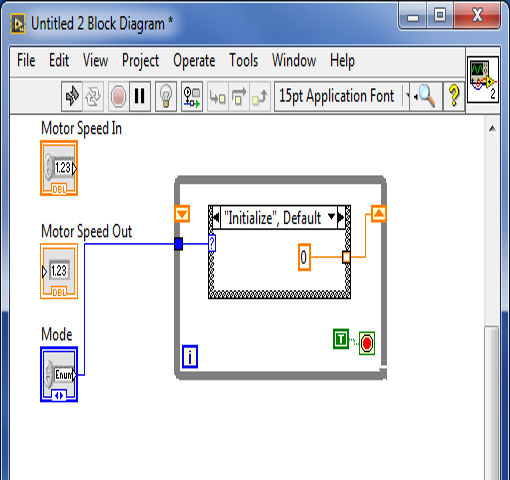 Untitled 2 Block Diagram *
File Edit View Project Operate Tools Window Help
15pt Application Font
?
2
Motor Speed In
1.23
DBL
Motor Speed Out
1.23
DBL
Mode
Enum
"Initialize", Default
?
0
T
i